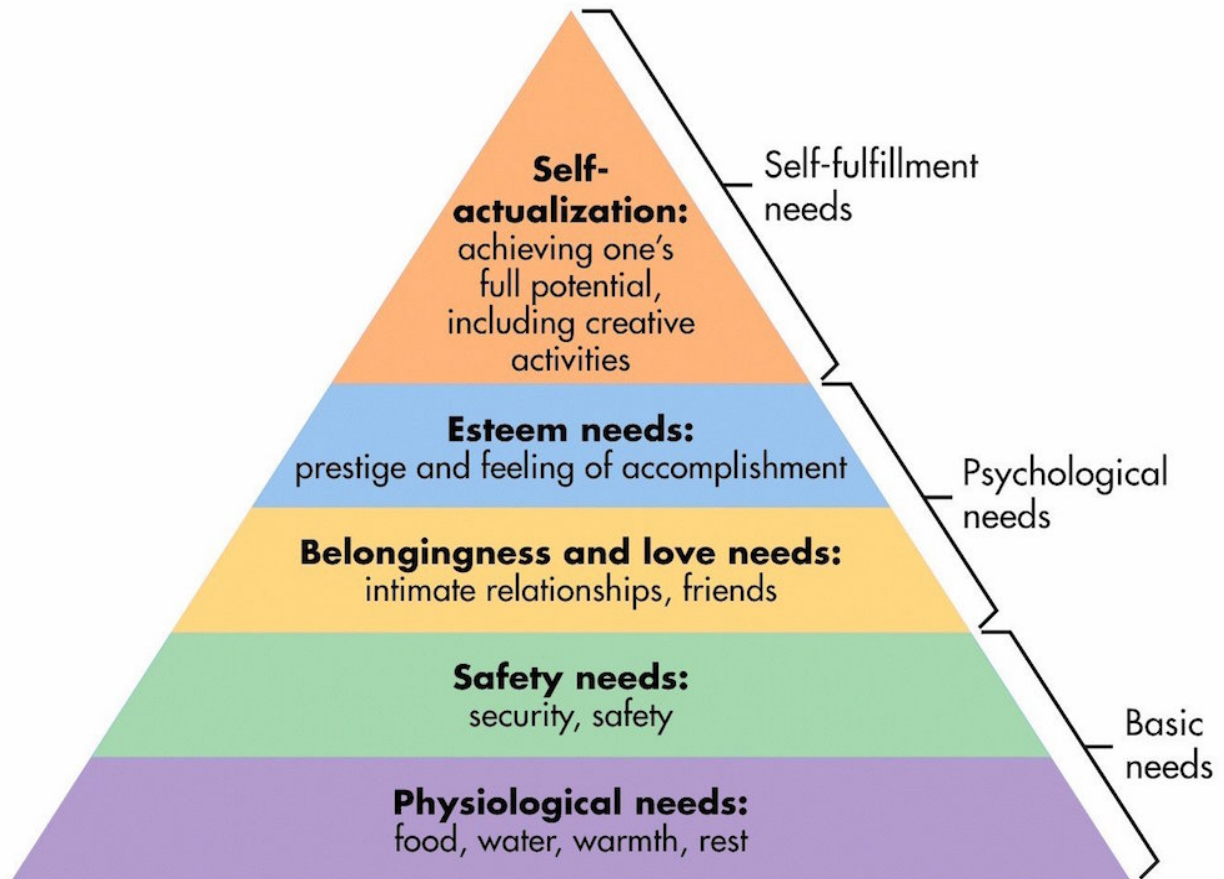 Self-
actualization:
achieving one's
full potential,
including creative
activities
Self-fulfillment
needs
Esteem needs:
prestige and feeling of accomplishment
Psychological
needs
Belongingness and love needs:
intimate relationships, friends
Safety needs:
security, safety
Basic
needs
Physiological needs:
food, water, warmth, rest